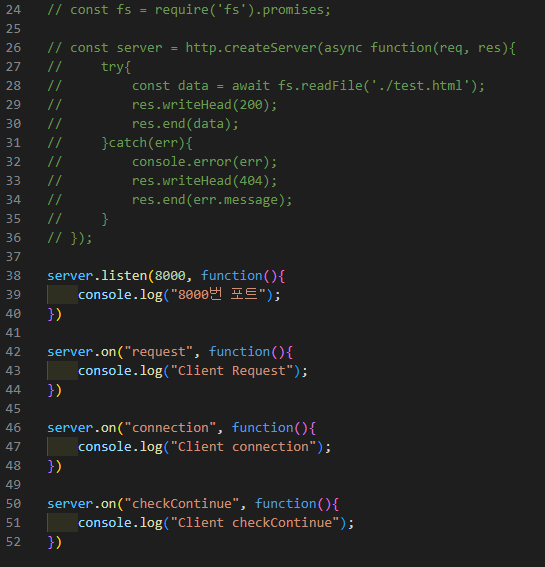 24 // const fs = require('fs').promises;
25
26 // const server = http.createServer(async function(req, res){
27 //     try{
28 //         const data = await fs.readFile('./test.html');
29 //         res.writeHead(200);
30 //         res.end(data);
31 //     }catch(err){
32 //         console.error(err);
33 //         res.writeHead(404);
34 //         res.end(err.message);
35 //     }
36 // });
37
38 server.listen(8000, function(){
39     console.log("8000번 포트");
40 })
41
42 server.on("request", function(){
43     console.log("Client Request");
44 })
45
46 server.on("connection", function(){
47     console.log("Client connection");
48 })
49
50 server.on("checkContinue", function(){
51     console.log("Client checkContinue");
52 })